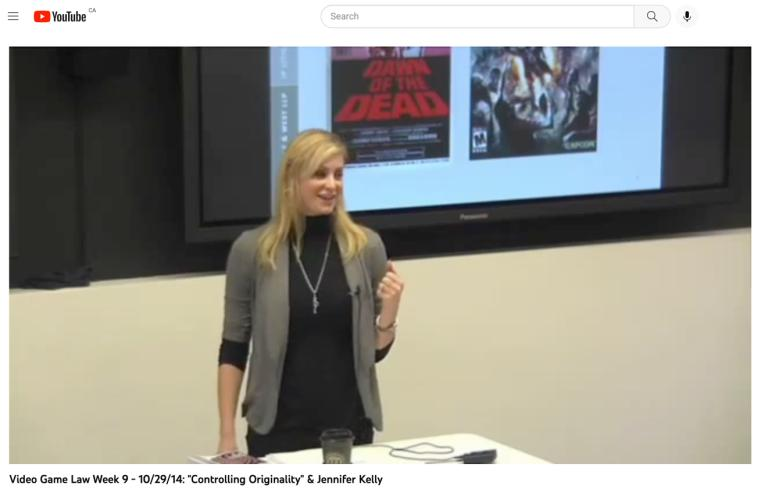 YouTube CA
Search
DAWN
OF THE
DEAD
M
CAPCOM
Panasonic
Video Game Law Week 9 - 10/29/14: "Controlling Originality" & Jennifer Kelly